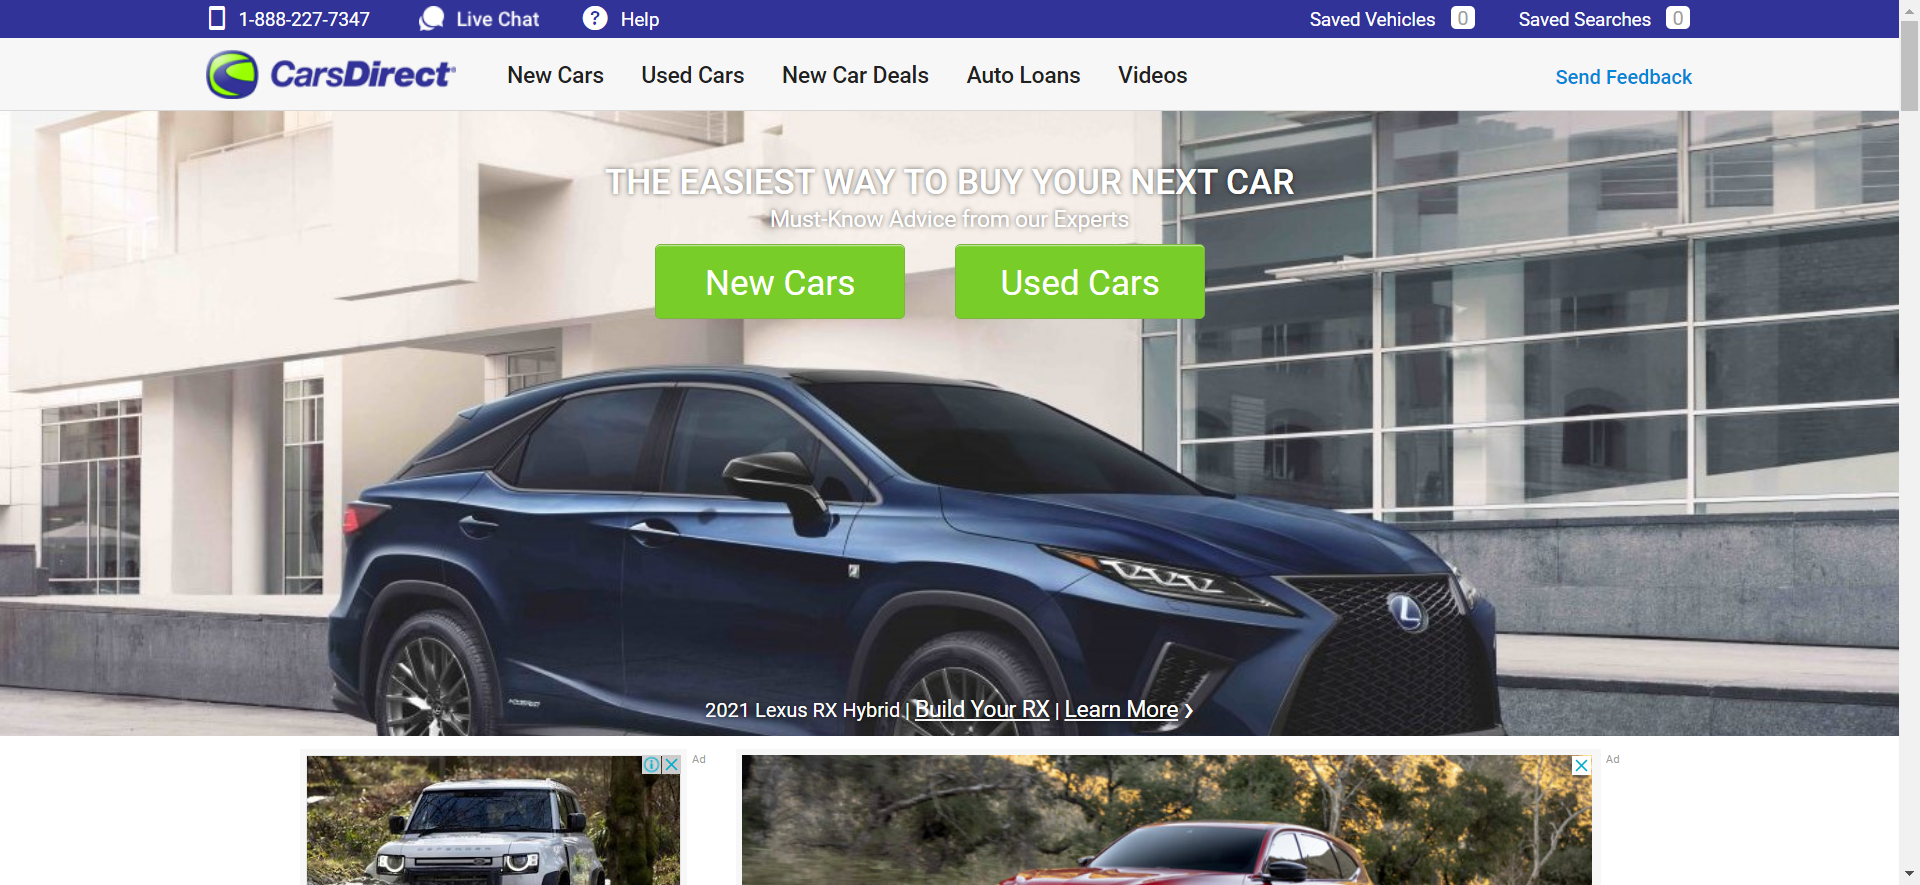 1-888-227-7347 Live Chat ? Help Saved Vehicles 0 Saved Searches 0
CarsDirect New Cars Used Cars New Car Deals Auto Loans Videos Send Feedback
THE EASIEST WAY TO BUY YOUR NEXT CAR
Must-Know Advice from our Experts
New Cars Used Cars
HYBRID
2021 Lexus RX Hybrid | Build Your RX | Learn More ›
Ad Ad
DEFENDER